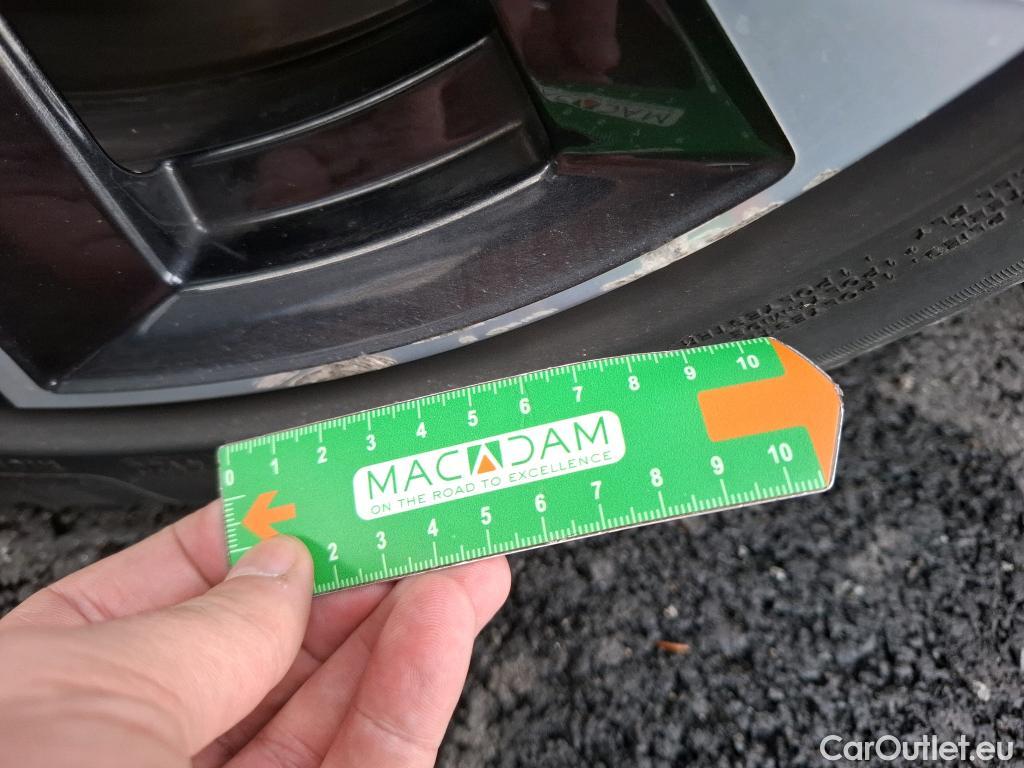 0 1 2 3 4 5 6 7 8 9 10
MACADAM
ON THE ROAD TO EXCELLENCE
2 3 4 5 6 7 8 9 10
CarOutlet.eu